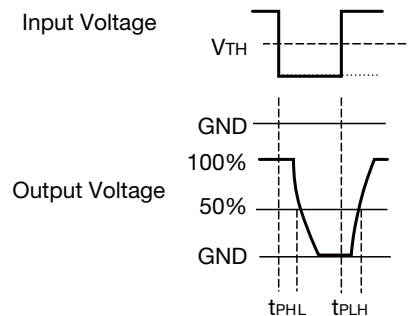 Input Voltage
VTH
GND
100%
Output Voltage
50%
GND
tPHL tPLH